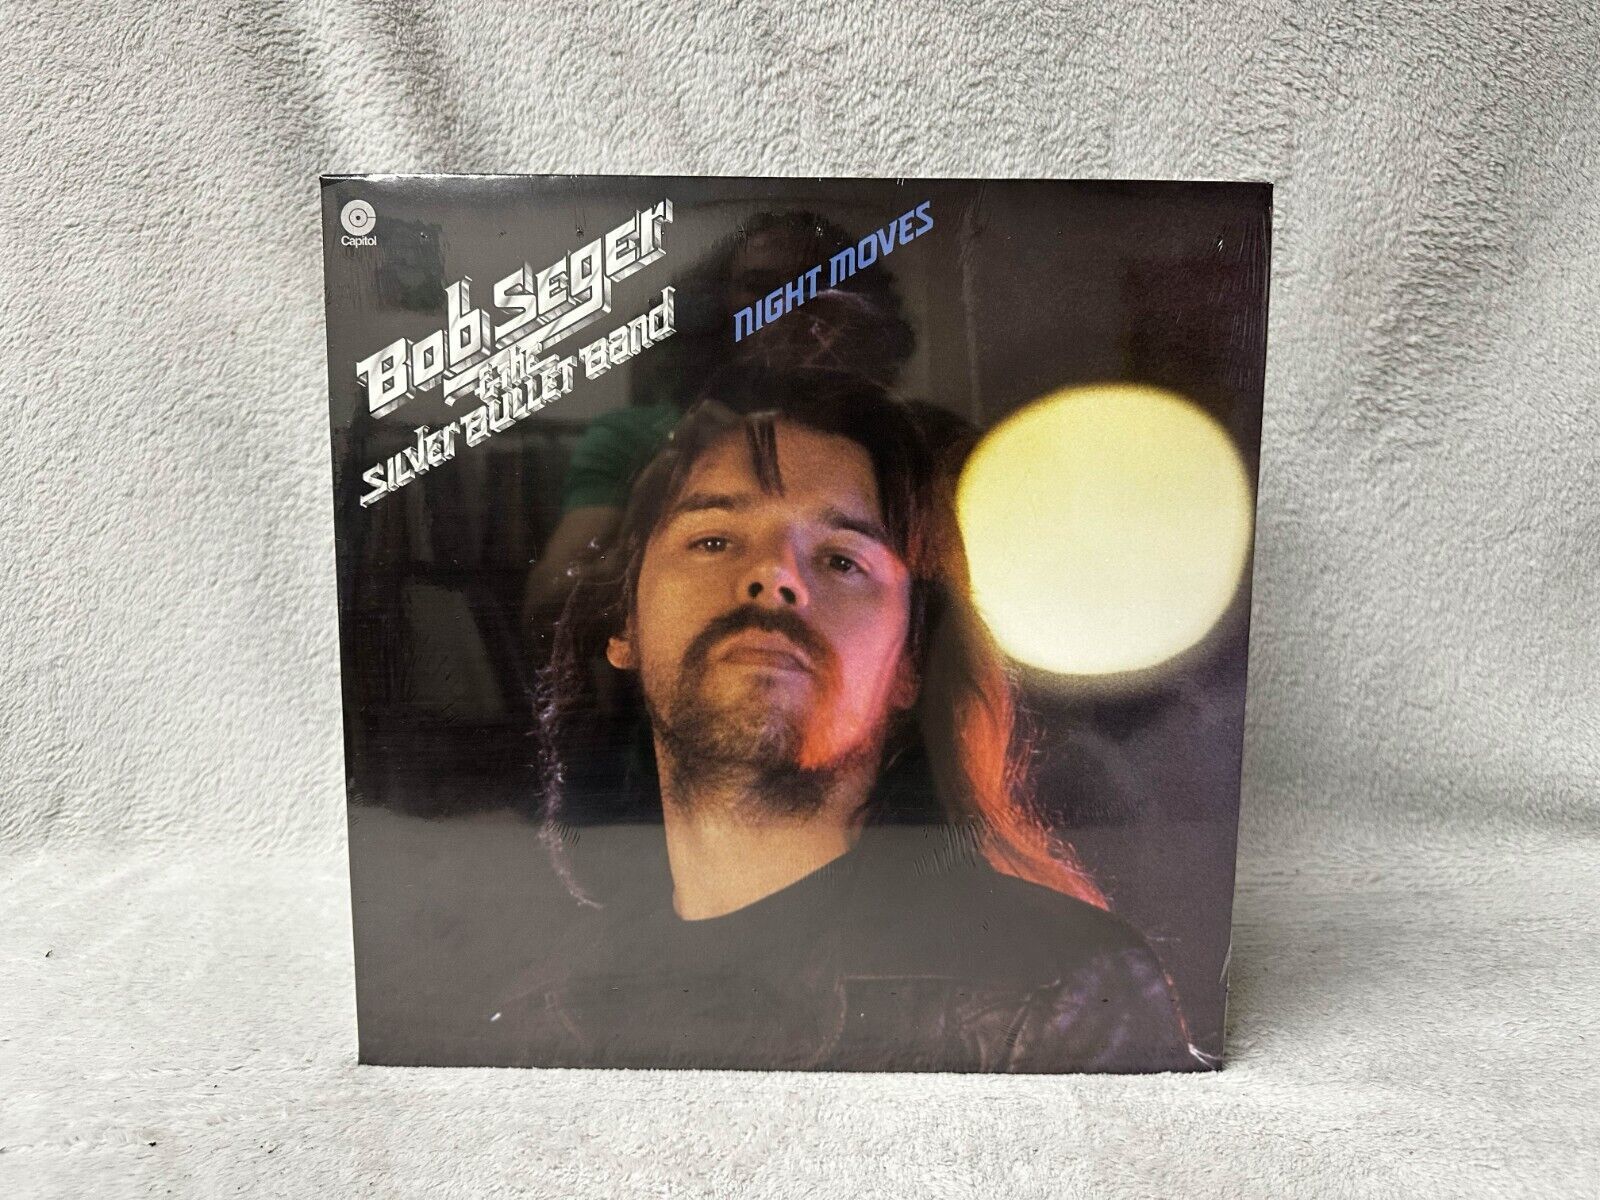 Capitol
Bob Seger
& The
Silver Bullet Band
NIGHT MOVES